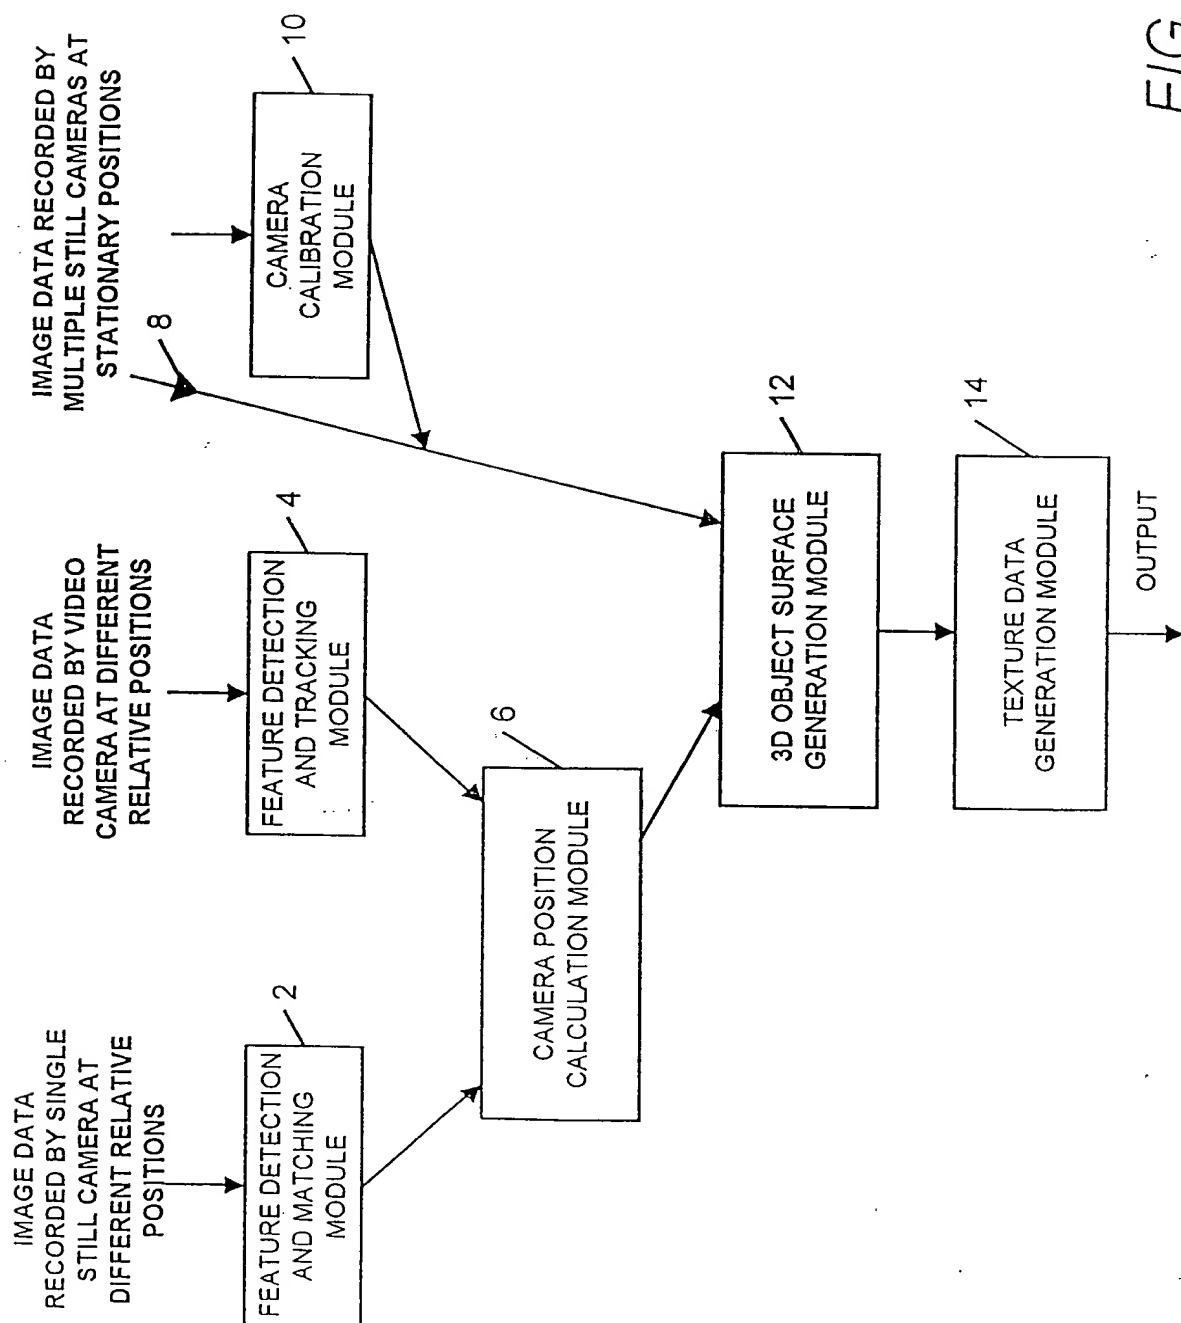 IMAGE DATA
RECORDED BY SINGLE
STILL CAMERA AT
DIFFERENT RELATIVE
POSITIONS
IMAGE DATA
RECORDED BY VIDEO
CAMERA AT DIFFERENT
RELATIVE POSITIONS
IMAGE DATA RECORDED BY
MULTIPLE STILL CAMERAS AT
STATIONARY POSITIONS
2
FEATURE DETECTION
AND MATCHING
MODULE
4
FEATURE DETECTION
AND TRACKING
MODULE
8
10
CAMERA
CALIBRATION
MODULE
6
CAMERA POSITION
CALCULATION MODULE
12
3D OBJECT SURFACE
GENERATION MODULE
14
TEXTURE DATA
GENERATION MODULE
OUTPUT
FIG